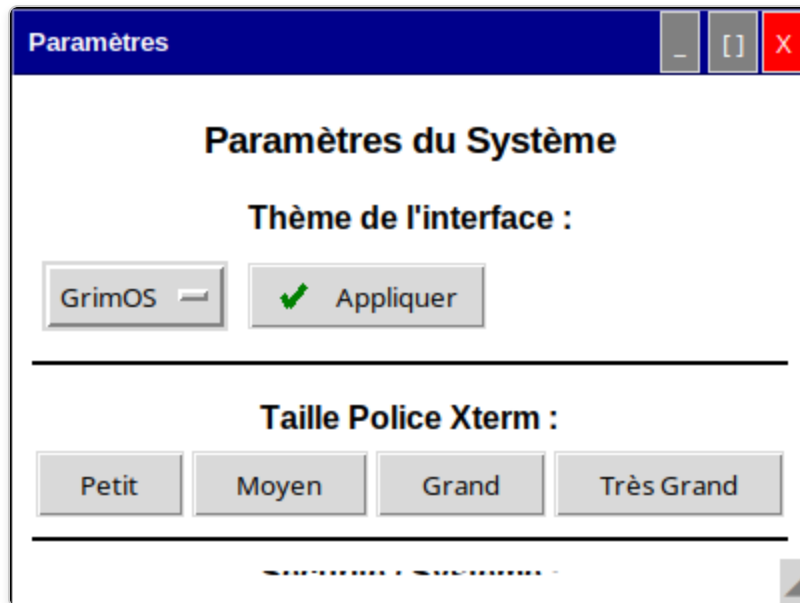 Paramètres _ [ ] X
Paramètres du Système
Thème de l'interface :
GrimOS Appliquer
Taille Police Xterm :
Petit Moyen Grand Très Grand